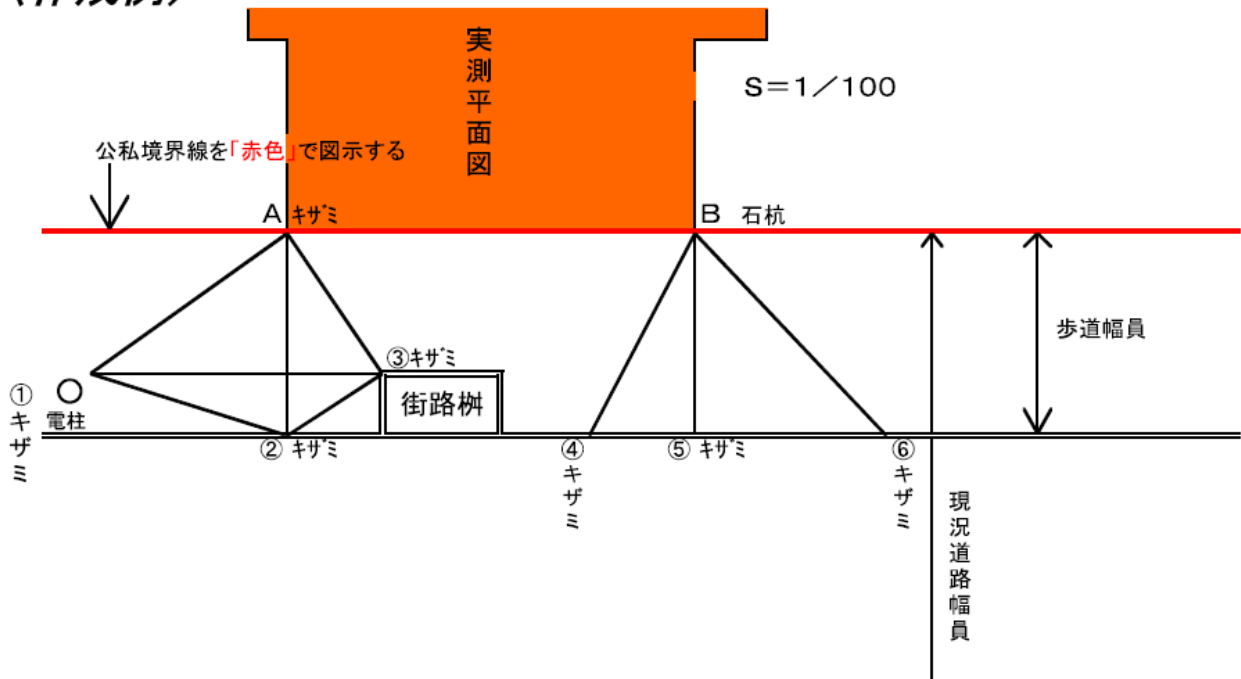 実測平面図
S=1/100
公私境界線を「赤色」で図示する
A キザミ
B 石杭
歩道幅員
③キザミ
街路桝
①キザミ
電柱
② キザミ
④キザミ
⑤ キザミ
⑥キザミ
現況道路幅員